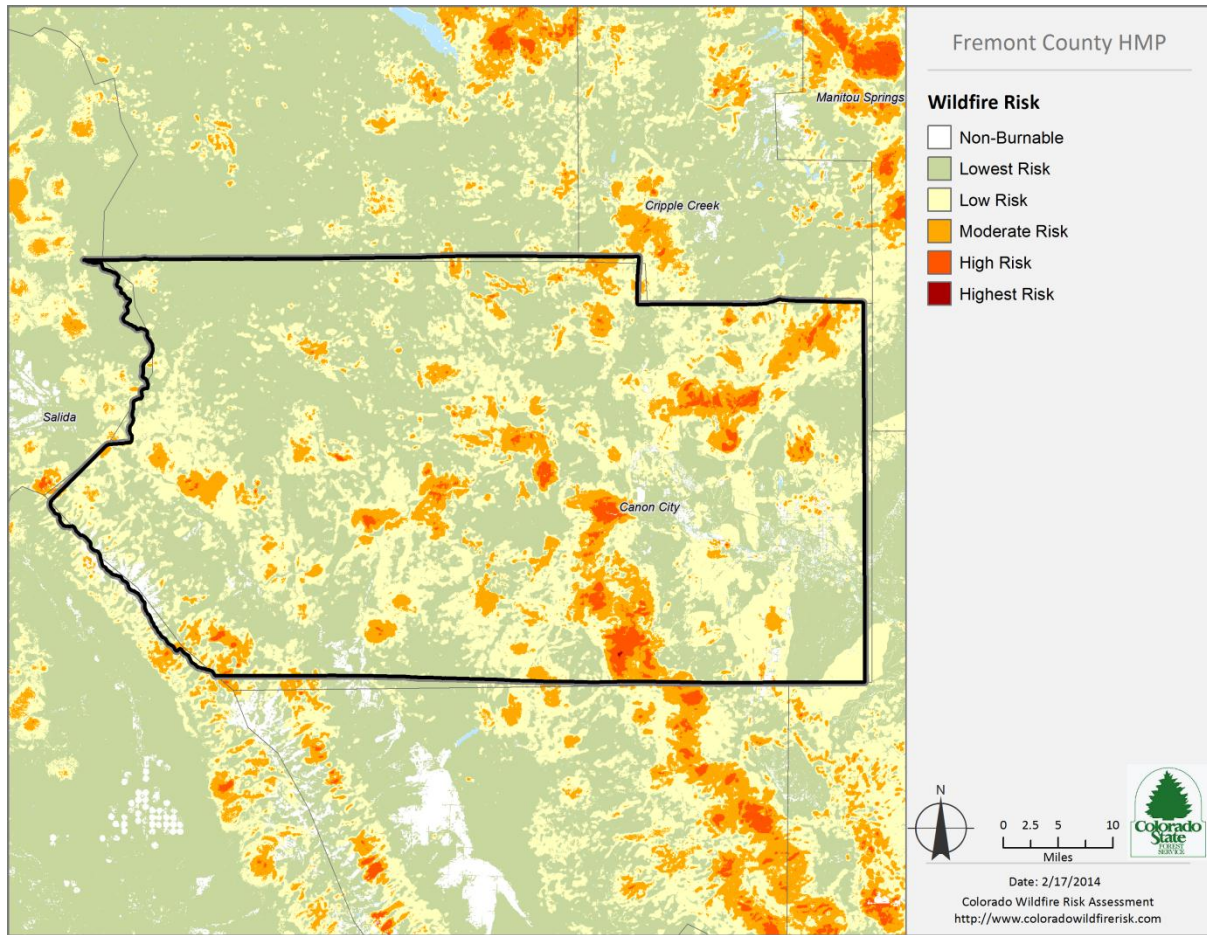 Fremont County HMP
Wildfire Risk
Non-Burnable
Lowest Risk
Low Risk
Moderate Risk
High Risk
Highest Risk
Manitou Springs
Cripple Creek
Salida
Canon City
N
0 2.5 5 10
Miles
Colorado
State
FOREST
SERVICE
Date: 2/17/2014
Colorado Wildfire Risk Assessment
http://www.coloradowildfirerisk.com